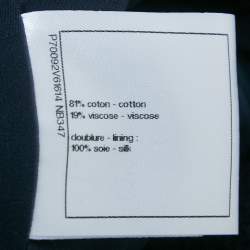 P70092V61614 NB347
81% coton - cotton
19% viscose - viscose
doublure - lining :
100% soie - silk